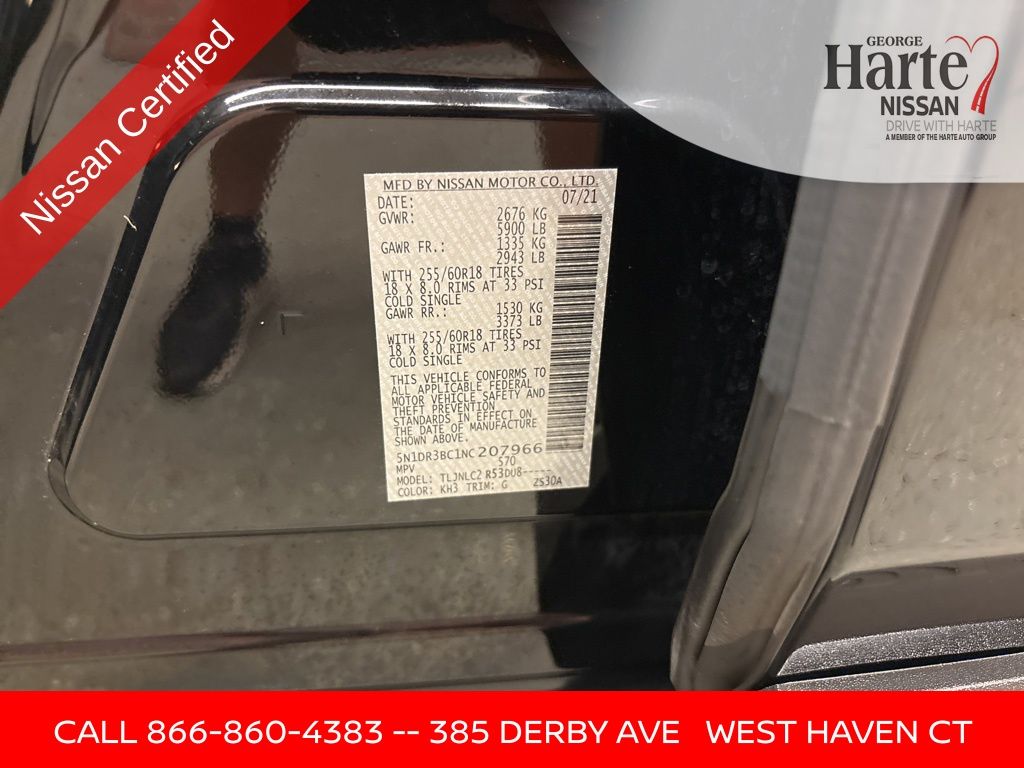 Nissan Certified
GEORGE
Harte
NISSAN
DRIVE WITH HARTE
A MEMBER OF THE HARTE AUTO GROUP
MFD BY NISSAN MOTOR CO., LTD.
DATE: 07/21
GVWR: 2676 KG
5900 LB
GAWR FR.: 1335 KG
2943 LB
WITH 255/60R18 TIRES
18 X 8.0 RIMS AT 33 PSI
COLD SINGLE
GAWR RR.: 1530 KG
3373 LB
WITH 255/60R18 TIRES
18 X 8.0 RIMS AT 33 PSI
COLD SINGLE
THIS VEHICLE CONFORMS TO
ALL APPLICABLE FEDERAL
MOTOR VEHICLE SAFETY AND
THEFT PREVENTION
STANDARDS IN EFFECT ON
THE DATE OF MANUFACTURE
SHOWN ABOVE.
5N1DR3BC1NC207966
MPV 570
MODEL: TLJNLC2 R53DU8-----
COLOR: KH3 TRIM: G ZS30A
CALL 866-860-4383 -- 385 DERBY AVE WEST HAVEN CT